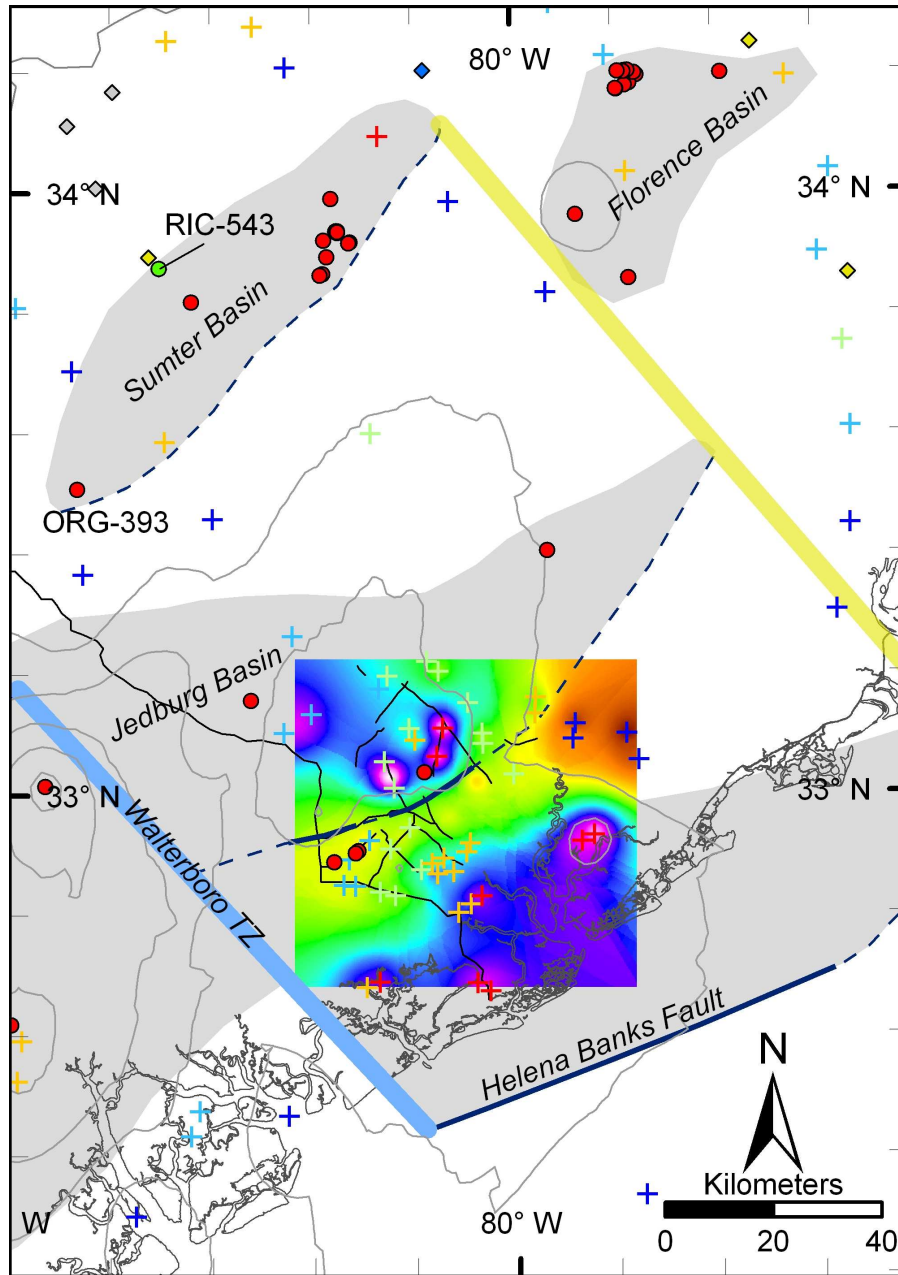 80° W
Florence Basin
34° N
34° N
RIC-543
Sumter Basin
ORG-393
Jedburg Basin
33° N
33° N
Walterboro TZ
Helena Banks Fault
N
Kilometers
W
80° W
0 20 40